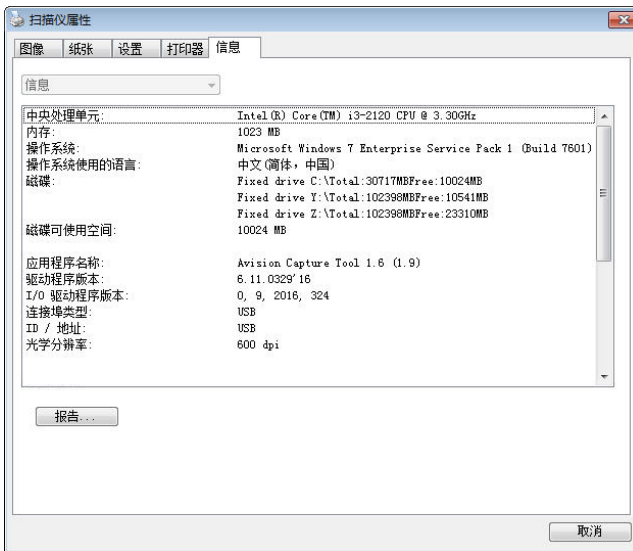 扫描仪属性
图像 纸张 设置 打印器 信息
信息
中央处理单元: Intel(R) Core(TM) i3-2120 CPU @ 3.30GHz
内存: 1023 MB
操作系统: Microsoft Windows 7 Enterprise Service Pack 1 (Build 7601)
操作系统使用的语言: 中文(简体，中国)
磁碟: Fixed drive C:\Total:30717MBFree:10024MB
Fixed drive Y:\Total:102398MBFree:10541MB
Fixed drive Z:\Total:102398MBFree:23310MB
磁碟可使用空间: 10024 MB
应用程序名称: Avision Capture Tool 1.6 (1.9)
驱动程序版本: 6.11.0329'16
I/O 驱动程序版本: 0, 9, 2016, 324
连接埠类型: USB
ID / 地址: USB
光学分辨率: 600 dpi
报告...
取消